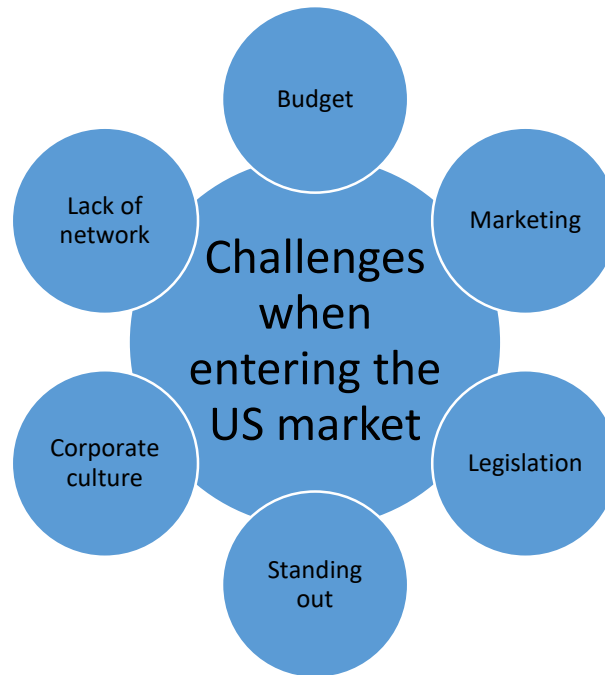 Budget
Marketing
Legislation
Standing
out
Corporate
culture
Lack of
network
Challenges
when
entering the
US market